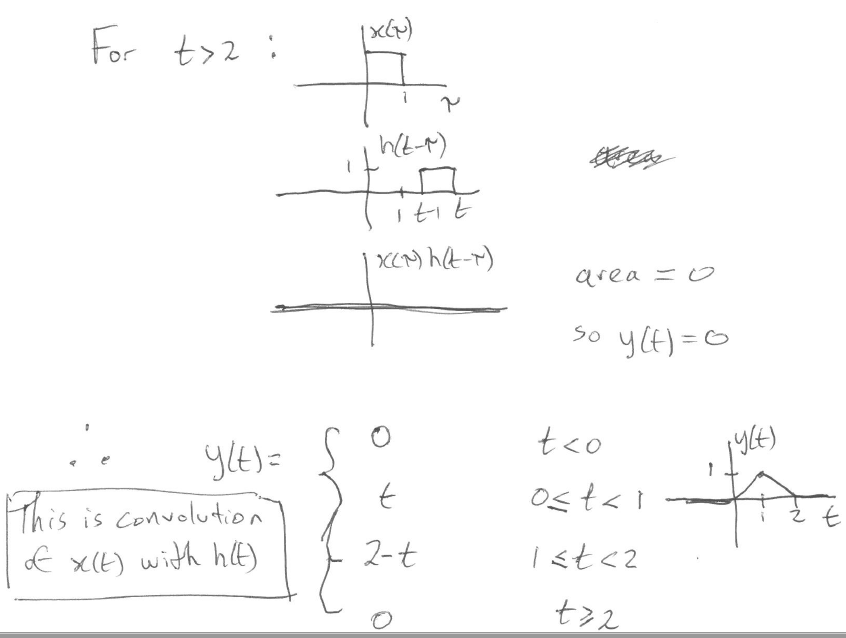 For t>2 :
x(τ)
1 τ
h(t-τ)
1
1 t-1 t
x(τ) h(t-τ)
area = 0
so y(t) = 0
∴ y(t) = { 0 t<0
t 0≤t<1
2-t 1≤t<2
0 t≥2
y(t)
1
1 2 t
This is convolution
of x(t) with h(t)